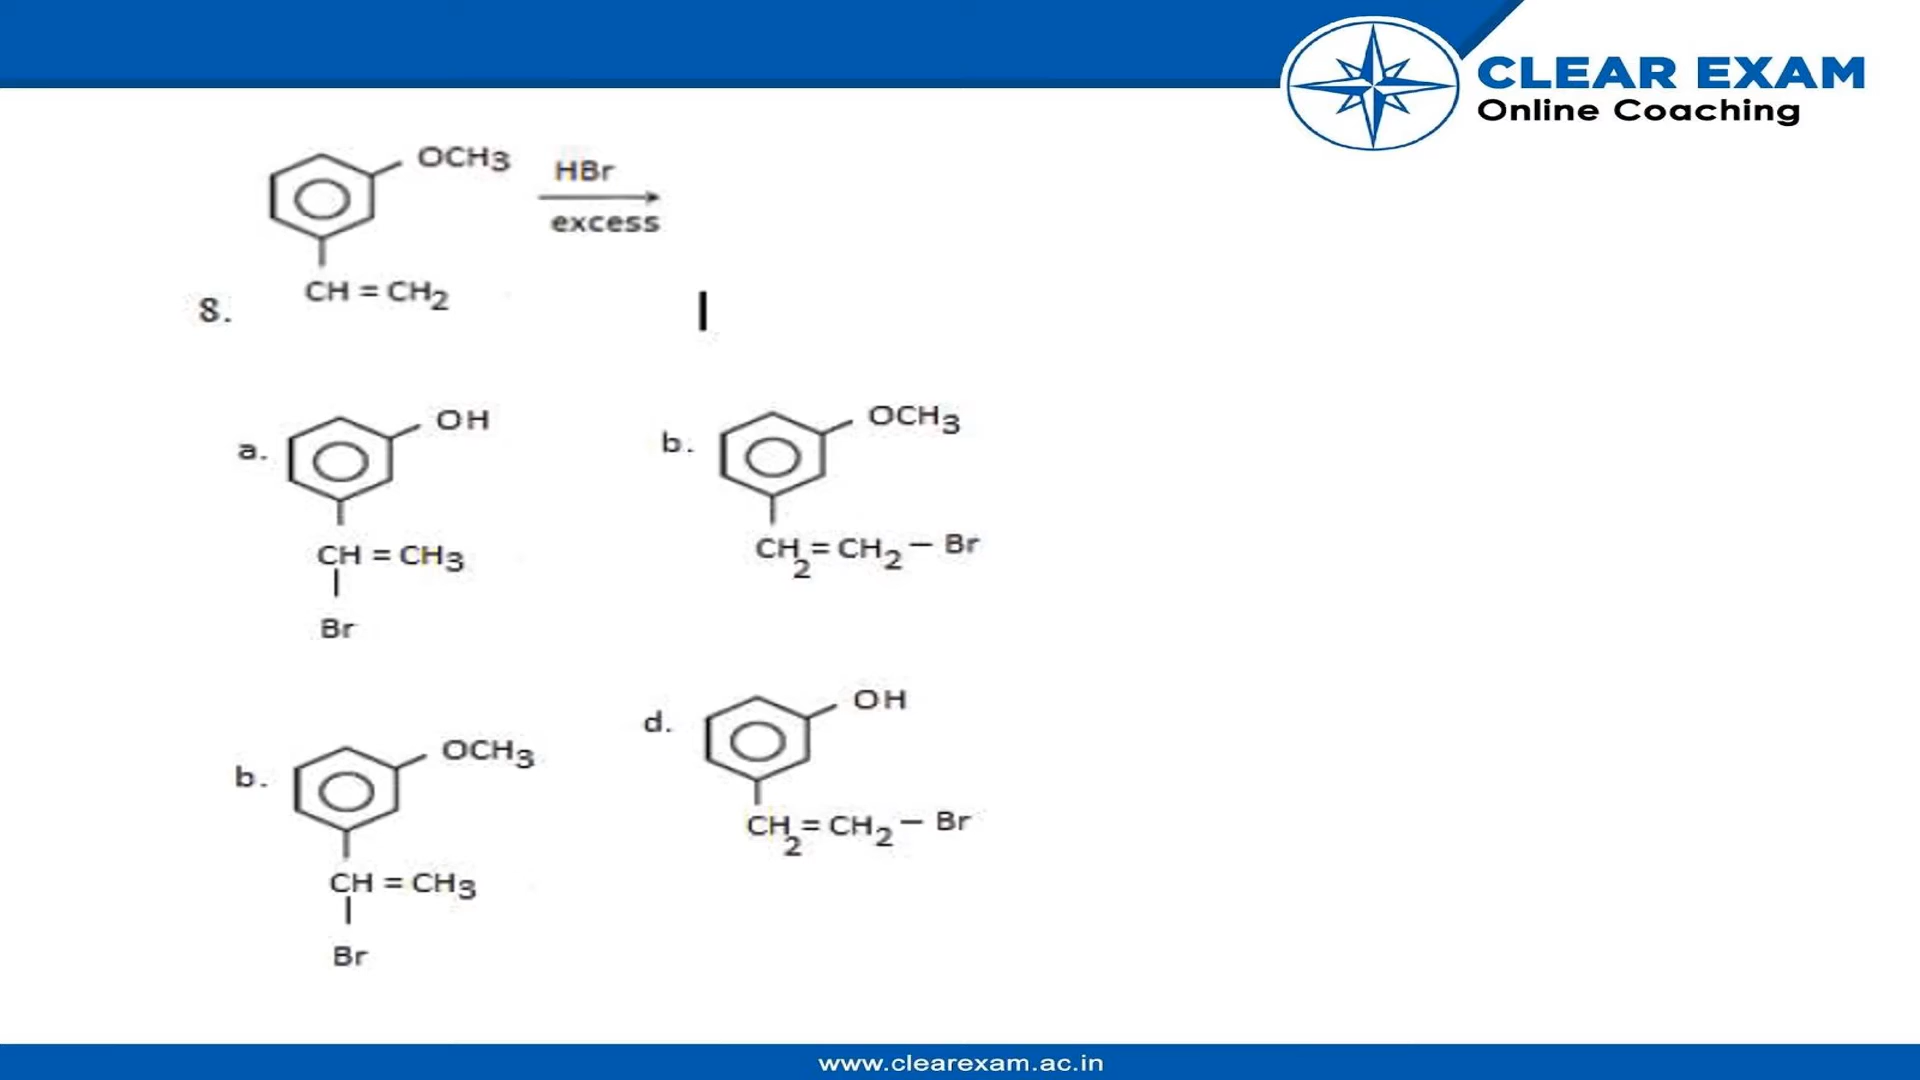 CLEAR EXAM
Online Coaching
OCH3
HBr
excess
CH = CH2
8.
a.
OH
CH = CH3
Br
b.
OCH3
CH2 = CH2 – Br
b.
OCH3
CH = CH3
Br
d.
OH
CH2 = CH2 – Br
www.clearexam.ac.in